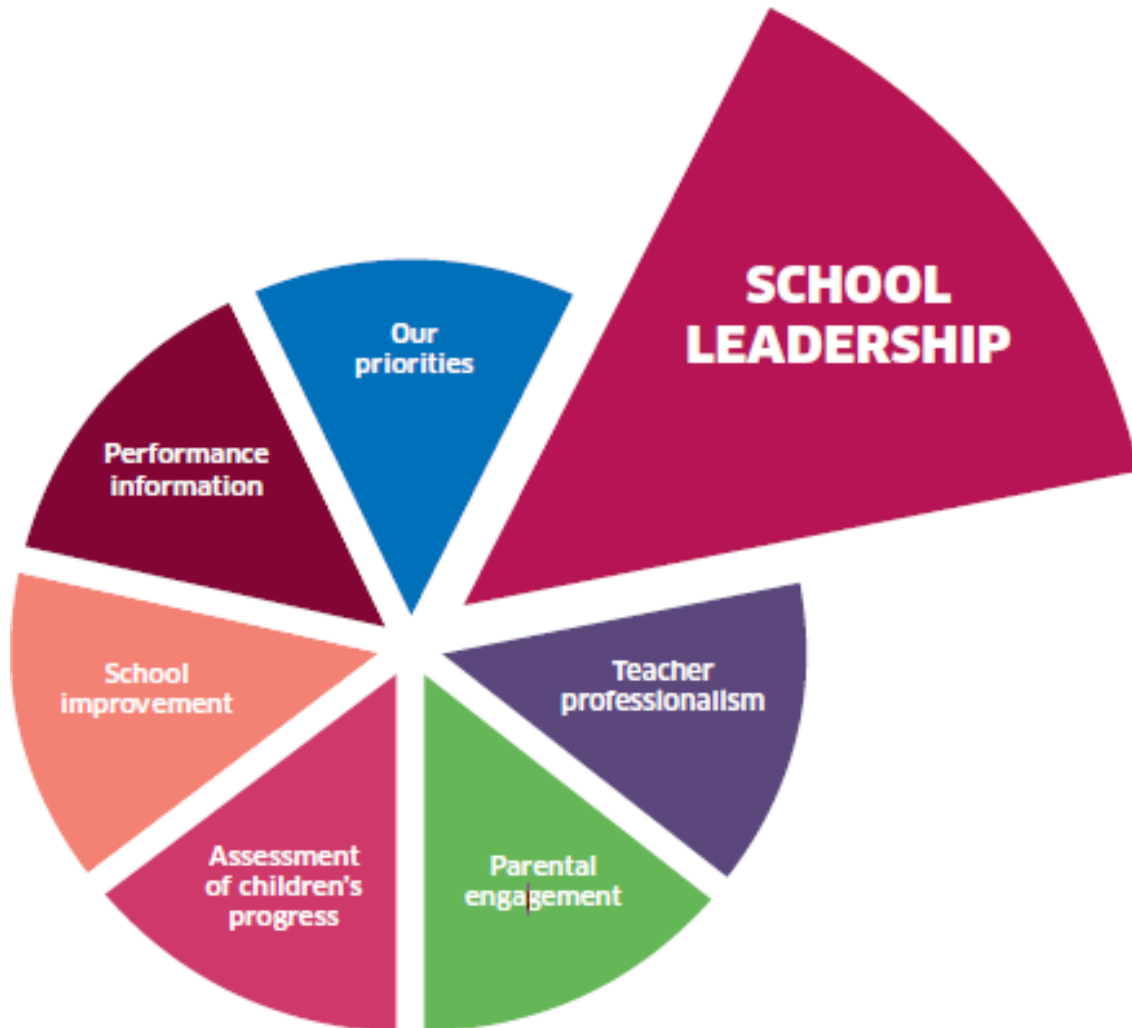 Our
priorities
SCHOOL
LEADERSHIP
Teacher
professionalism
Parental
engagement
Assessment
of children's
progress
School
improvement
Performance
information